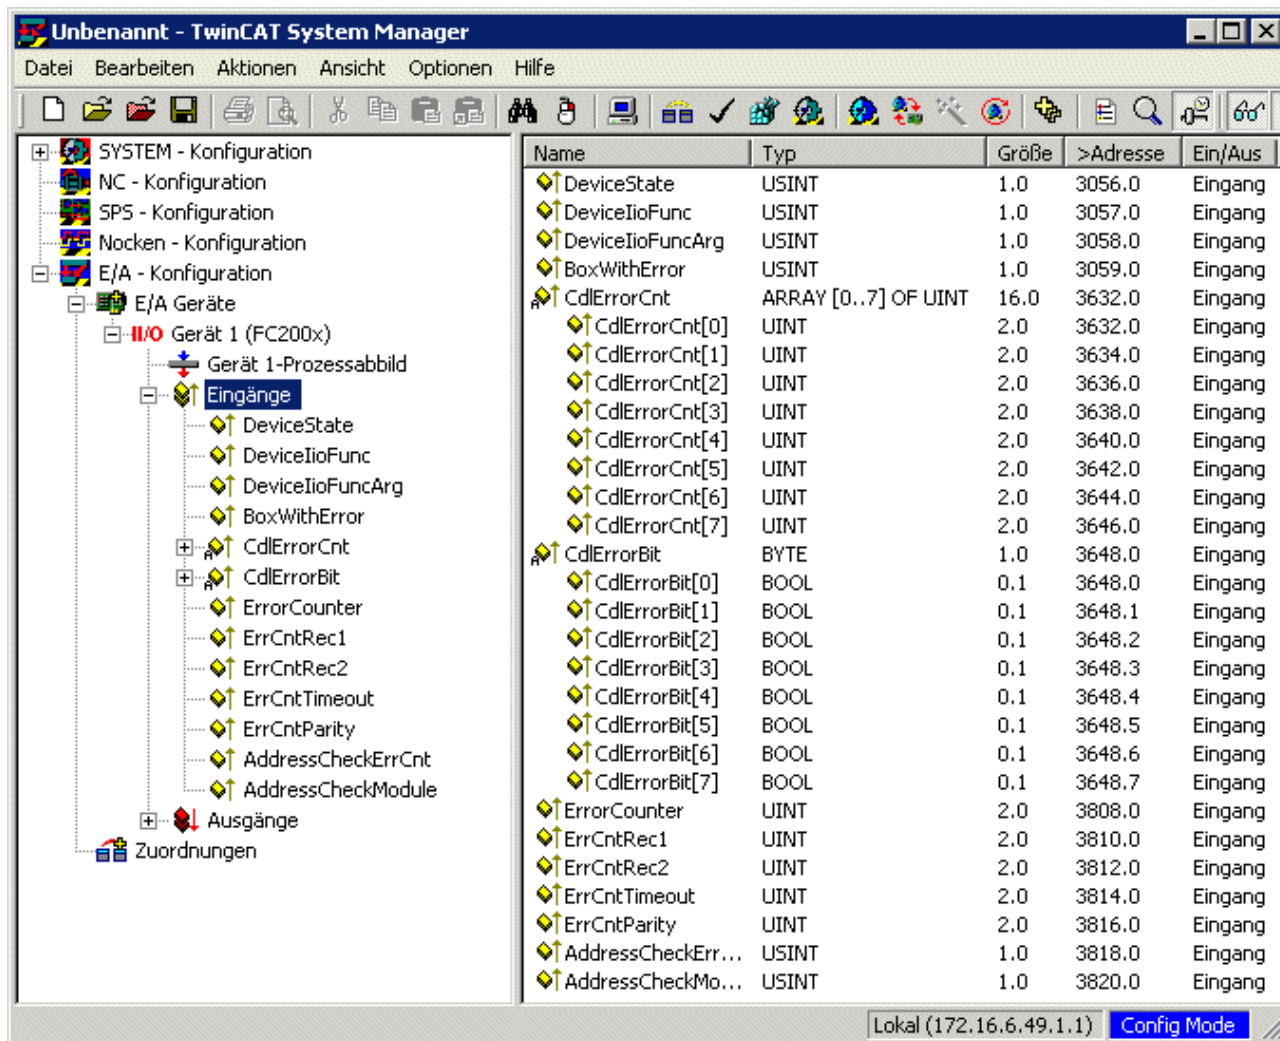 Unbenannt - TwinCAT System Manager
Datei Bearbeiten Aktionen Ansicht Optionen Hilfe
SYSTEM - Konfiguration
NC - Konfiguration
SPS - Konfiguration
Nocken - Konfiguration
E/A - Konfiguration
E/A Geräte
II/O Gerät 1 (FC200x)
Gerät 1-Prozessabbild
Eingänge
DeviceState
DeviceIioFunc
DeviceIioFuncArg
BoxWithError
CdlErrorCnt
CdlErrorBit
ErrorCounter
ErrCntRec1
ErrCntRec2
ErrCntTimeout
ErrCntParity
AddressCheckErrCnt
AddressCheckModule
Ausgänge
Zuordnungen
Name Typ Größe >Adresse Ein/Aus
DeviceState USINT 1.0 3056.0 Eingang
DeviceIioFunc USINT 1.0 3057.0 Eingang
DeviceIioFuncArg USINT 1.0 3058.0 Eingang
BoxWithError USINT 1.0 3059.0 Eingang
CdlErrorCnt ARRAY [0..7] OF UINT 16.0 3632.0 Eingang
CdlErrorCnt[0] UINT 2.0 3632.0 Eingang
CdlErrorCnt[1] UINT 2.0 3634.0 Eingang
CdlErrorCnt[2] UINT 2.0 3636.0 Eingang
CdlErrorCnt[3] UINT 2.0 3638.0 Eingang
CdlErrorCnt[4] UINT 2.0 3640.0 Eingang
CdlErrorCnt[5] UINT 2.0 3642.0 Eingang
CdlErrorCnt[6] UINT 2.0 3644.0 Eingang
CdlErrorCnt[7] UINT 2.0 3646.0 Eingang
CdlErrorBit BYTE 1.0 3648.0 Eingang
CdlErrorBit[0] BOOL 0.1 3648.0 Eingang
CdlErrorBit[1] BOOL 0.1 3648.1 Eingang
CdlErrorBit[2] BOOL 0.1 3648.2 Eingang
CdlErrorBit[3] BOOL 0.1 3648.3 Eingang
CdlErrorBit[4] BOOL 0.1 3648.4 Eingang
CdlErrorBit[5] BOOL 0.1 3648.5 Eingang
CdlErrorBit[6] BOOL 0.1 3648.6 Eingang
CdlErrorBit[7] BOOL 0.1 3648.7 Eingang
ErrorCounter UINT 2.0 3808.0 Eingang
ErrCntRec1 UINT 2.0 3810.0 Eingang
ErrCntRec2 UINT 2.0 3812.0 Eingang
ErrCntTimeout UINT 2.0 3814.0 Eingang
ErrCntParity UINT 2.0 3816.0 Eingang
AddressCheckErr... USINT 1.0 3818.0 Eingang
AddressCheckMo... USINT 1.0 3820.0 Eingang
Lokal (172.16.6.49.1.1) Config Mode